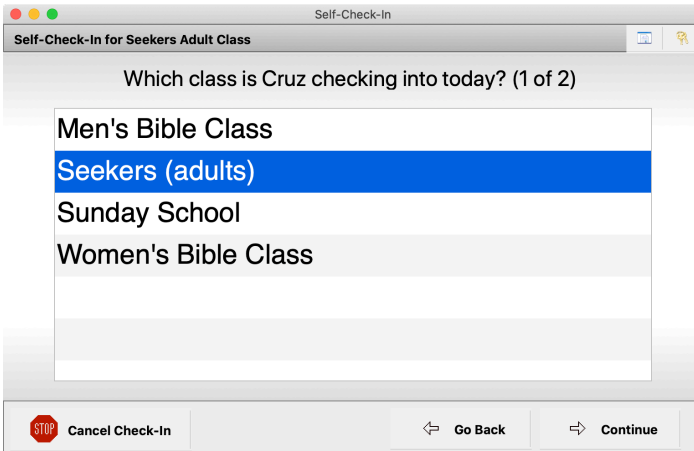 Self-Check-In
Self-Check-In for Seekers Adult Class
Which class is Cruz checking into today? (1 of 2)
Men's Bible Class
Seekers (adults)
Sunday School
Women's Bible Class
STOP Cancel Check-In
Go Back
Continue